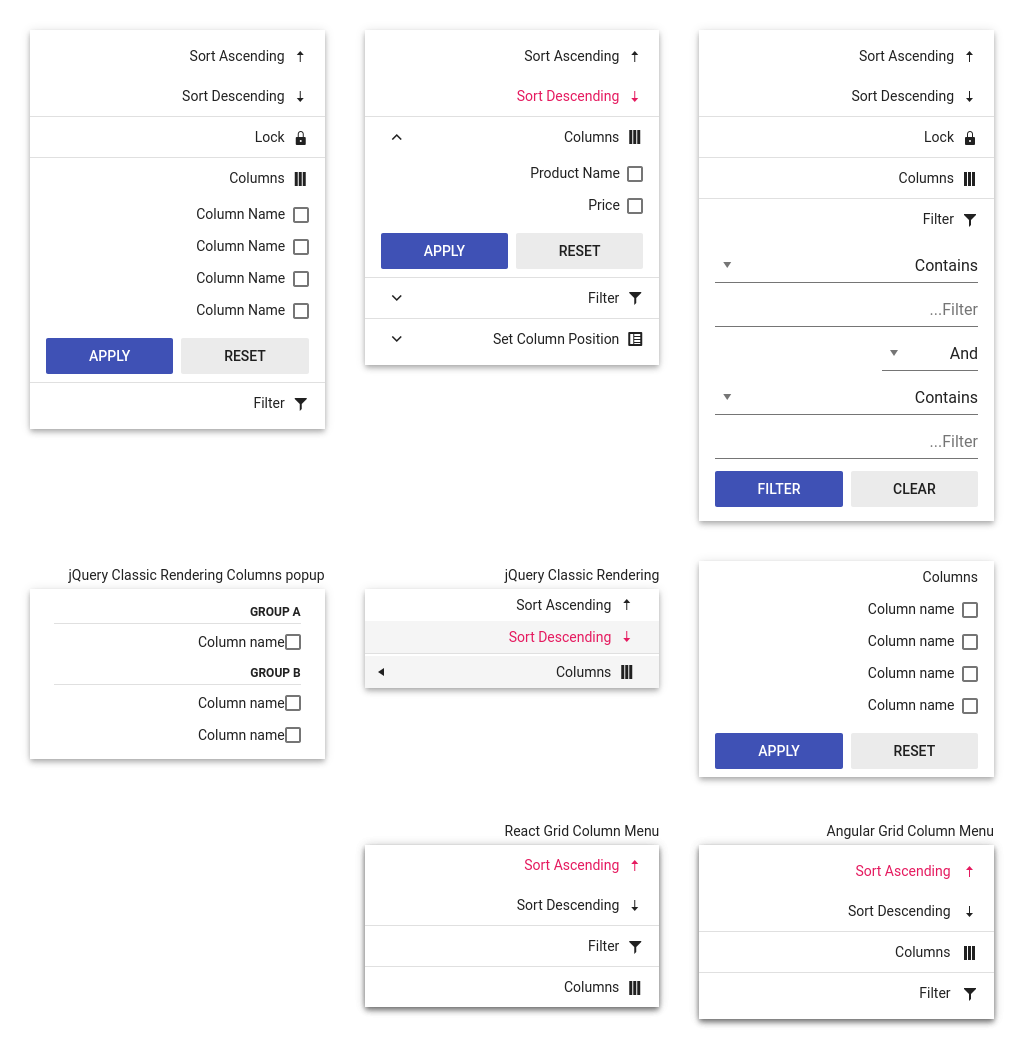 Sort Ascending
Sort Descending
Lock
Columns
Column Name
Column Name
Column Name
Column Name
APPLY RESET
Filter
Sort Ascending
Sort Descending
Columns
Product Name
Price
APPLY RESET
Filter
Set Column Position
Sort Ascending
Sort Descending
Lock
Columns
Filter
Contains
...Filter
And
Contains
...Filter
FILTER CLEAR
jQuery Classic Rendering Columns popup
GROUP A
Column name
GROUP B
Column name
Column name
jQuery Classic Rendering
Sort Ascending
Sort Descending
Columns
Columns
Column name
Column name
Column name
Column name
APPLY RESET
React Grid Column Menu
Sort Ascending
Sort Descending
Filter
Columns
Angular Grid Column Menu
Sort Ascending
Sort Descending
Columns
Filter